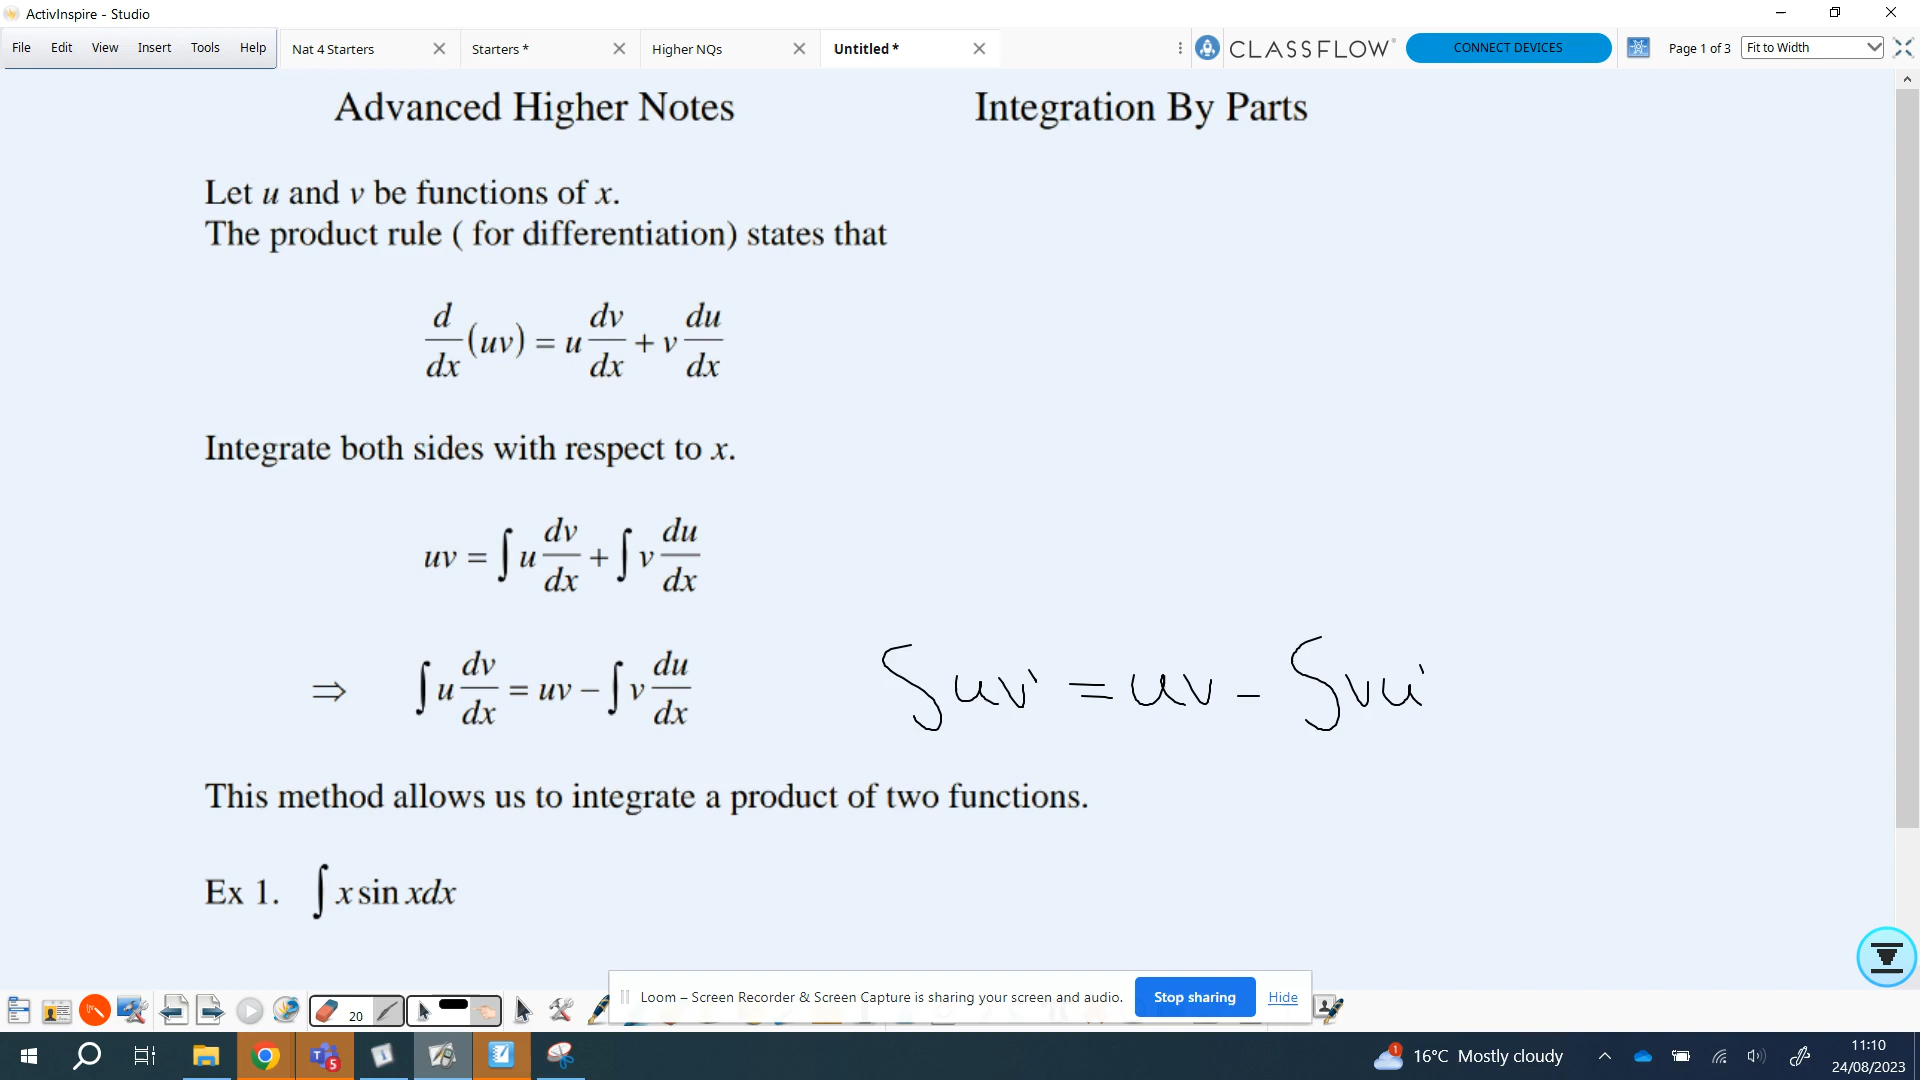 ActivInspire - Studio
File Edit View Insert Tools Help Nat 4 Starters Starters * Higher NQs Untitled * CLASSFLOW CONNECT DEVICES Page 1 of 3 Fit to Width
Advanced Higher Notes Integration By Parts
Let u and v be functions of x.
The product rule ( for differentiation) states that
d/dx (uv) = u dv/dx + v du/dx
Integrate both sides with respect to x.
uv = ∫ u dv/dx + ∫ v du/dx
⇒ ∫ u dv/dx = uv − ∫ v du/dx ∫ uv' = uv − ∫ vu'
This method allows us to integrate a product of two functions.
Ex 1. ∫ x sin xdx
Loom – Screen Recorder & Screen Capture is sharing your screen and audio. Stop sharing Hide
20
5
1 16°C Mostly cloudy
11:10
24/08/2023